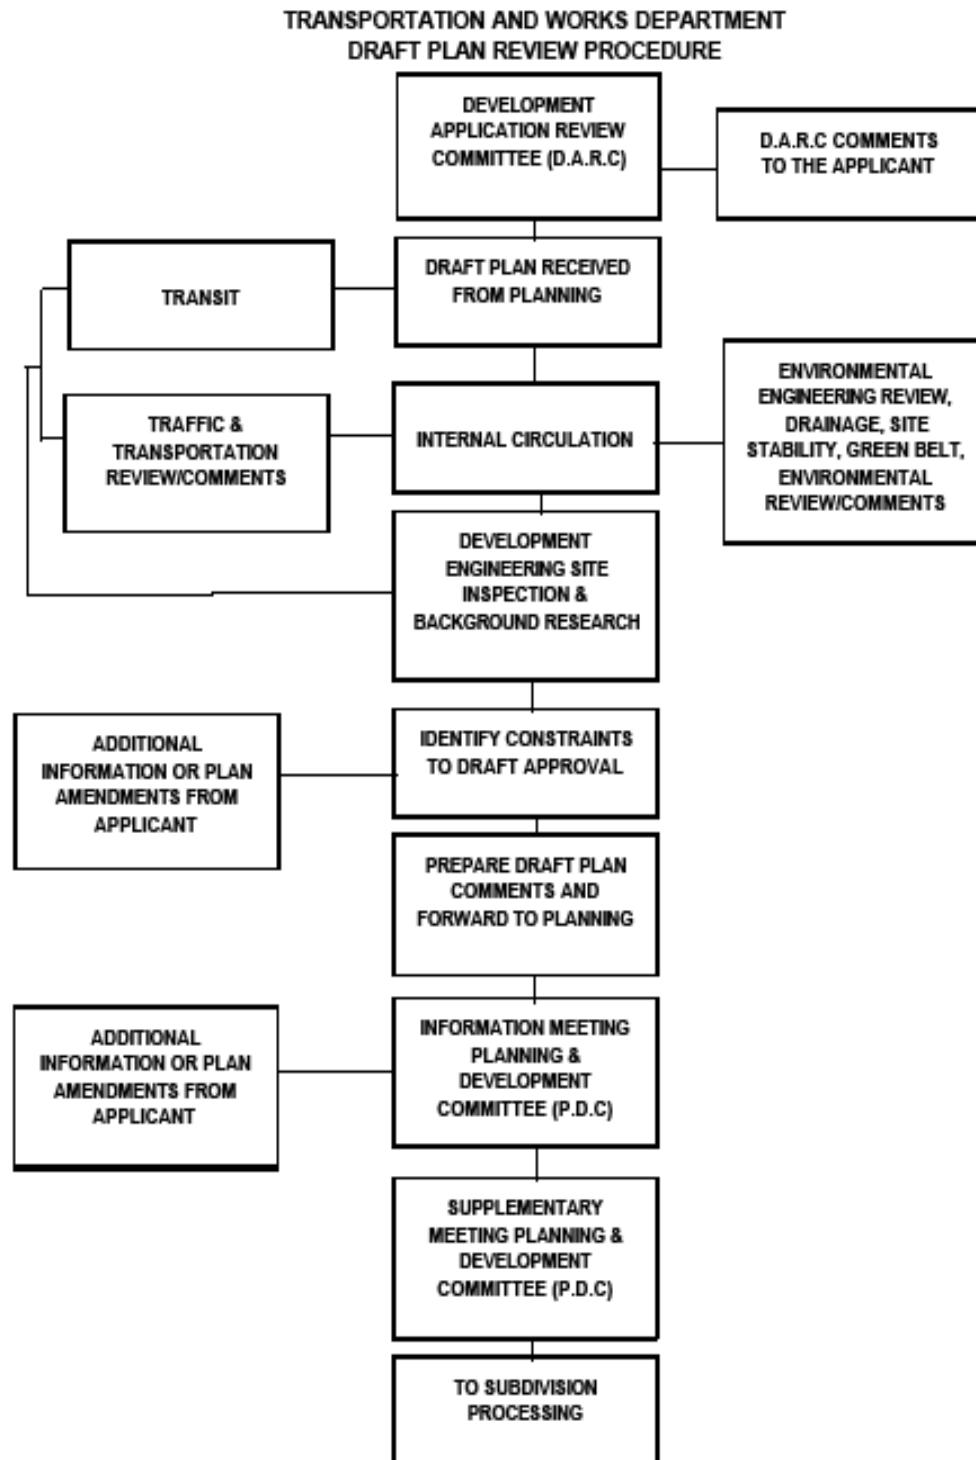 TRANSPORTATION AND WORKS DEPARTMENT
DRAFT PLAN REVIEW PROCEDURE
DEVELOPMENT
APPLICATION REVIEW
COMMITTEE (D.A.R.C)
D.A.R.C COMMENTS
TO THE APPLICANT
DRAFT PLAN RECEIVED
FROM PLANNING
TRANSIT
ENVIRONMENTAL
ENGINEERING REVIEW,
DRAINAGE, SITE
STABILITY, GREEN BELT,
ENVIRONMENTAL
REVIEW/COMMENTS
TRAFFIC &
TRANSPORTATION
REVIEW/COMMENTS
INTERNAL CIRCULATION
DEVELOPMENT
ENGINEERING SITE
INSPECTION &
BACKGROUND RESEARCH
IDENTIFY CONSTRAINTS
TO DRAFT APPROVAL
ADDITIONAL
INFORMATION OR PLAN
AMENDMENTS FROM
APPLICANT
PREPARE DRAFT PLAN
COMMENTS AND
FORWARD TO PLANNING
INFORMATION MEETING
PLANNING &
DEVELOPMENT
COMMITTEE (P.D.C)
ADDITIONAL
INFORMATION OR PLAN
AMENDMENTS FROM
APPLICANT
SUPPLEMENTARY
MEETING PLANNING &
DEVELOPMENT
COMMITTEE (P.D.C)
TO SUBDIVISION
PROCESSING